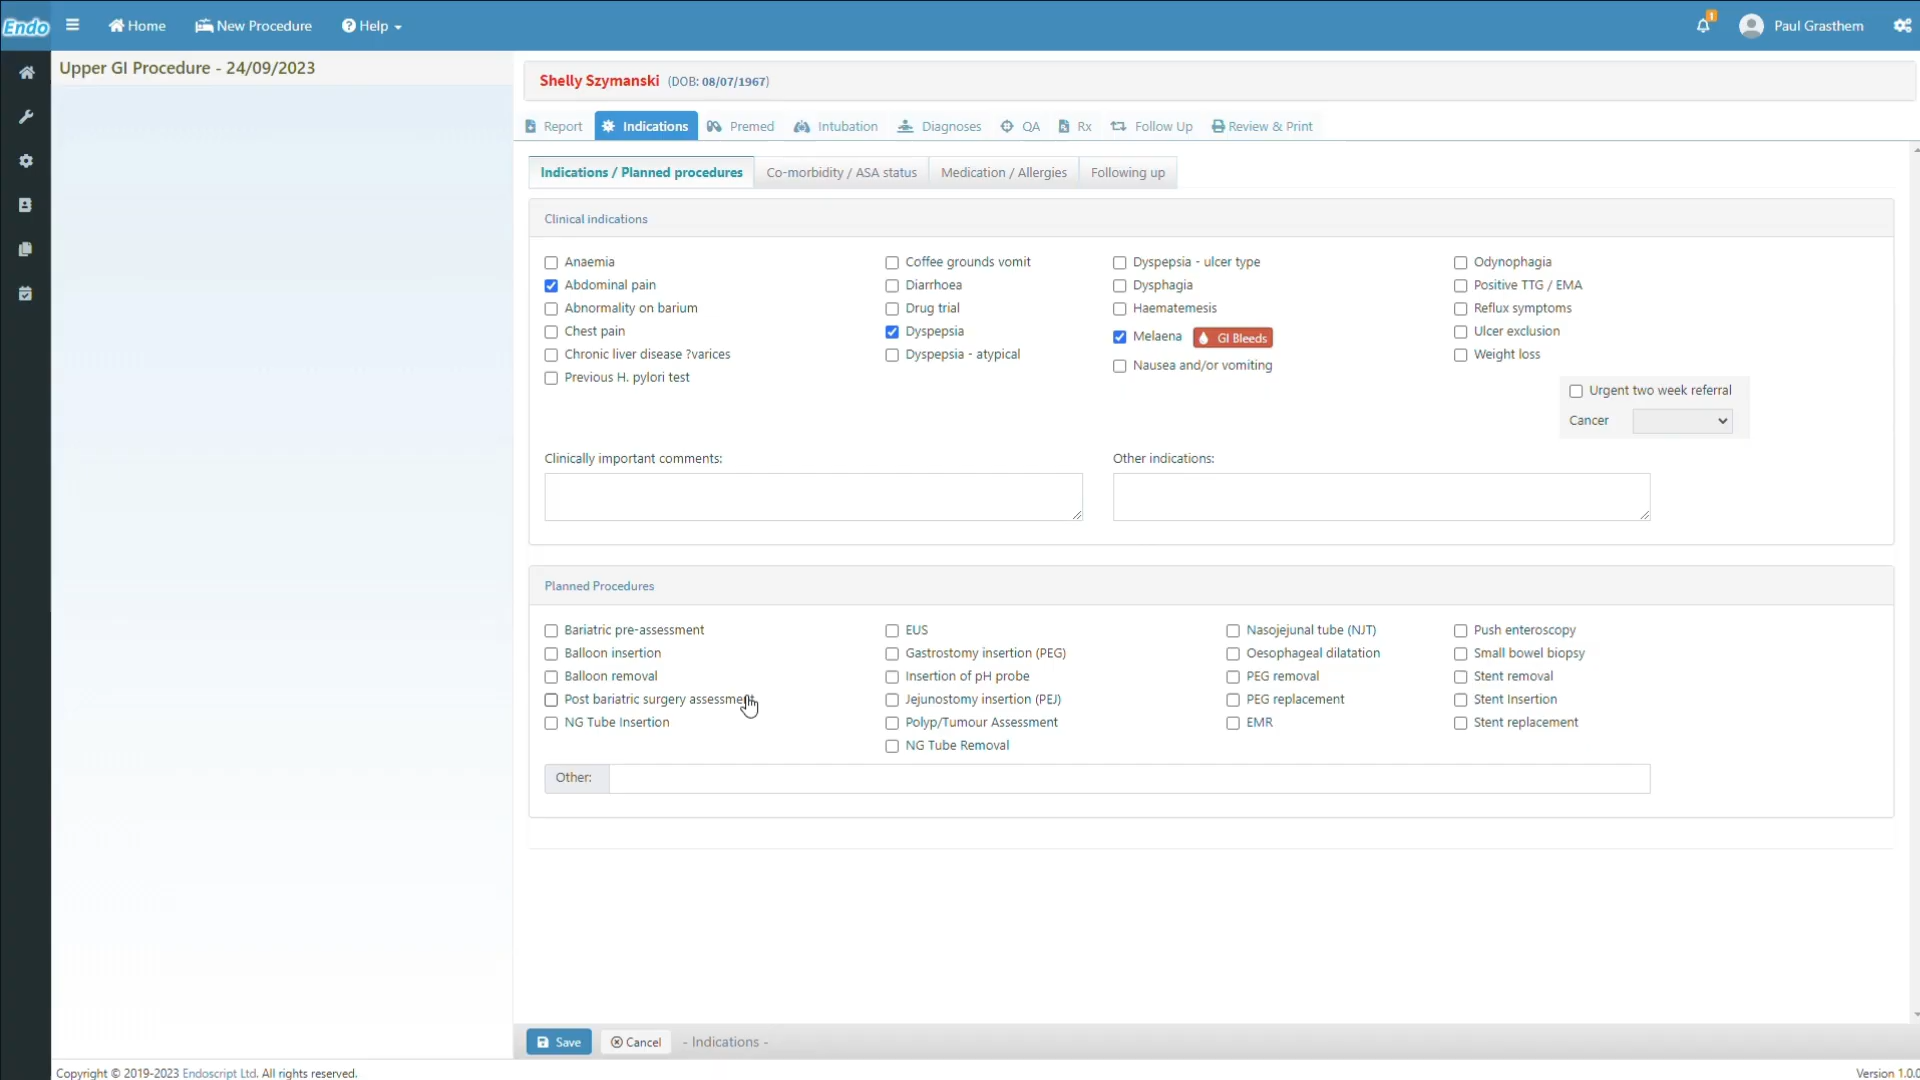 Endo Home New Procedure Help 1 Paul Grasthem
Upper GI Procedure - 24/09/2023
Shelly Szymanski (DOB: 08/07/1967)
Report Indications Premed Intubation Diagnoses QA Rx Follow Up Review & Print
Indications / Planned procedures Co-morbidity / ASA status Medication / Allergies Following up
Clinical indications
Anaemia Coffee grounds vomit Dyspepsia - ulcer type Odynophagia
Abdominal pain Diarrhoea Dysphagia Positive TTG / EMA
Abnormality on barium Drug trial Haematemesis Reflux symptoms
Chest pain Dyspepsia Melaena GI Bleeds Ulcer exclusion
Chronic liver disease ?varices Dyspepsia - atypical Nausea and/or vomiting Weight loss
Previous H. pylori test
Urgent two week referral
Cancer
Clinically important comments: Other indications:
Planned Procedures
Bariatric pre-assessment EUS Nasojejunal tube (NJT) Push enteroscopy
Balloon insertion Gastrostomy insertion (PEG) Oesophageal dilatation Small bowel biopsy
Balloon removal Insertion of pH probe PEG removal Stent removal
Post bariatric surgery assessment Jejunostomy insertion (PEJ) PEG replacement Stent Insertion
NG Tube Insertion Polyp/Tumour Assessment EMR Stent replacement
NG Tube Removal
Other:
Save Cancel - Indications -
Copyright © 2019-2023 Endoscript Ltd. All rights reserved. Version 1.0.0